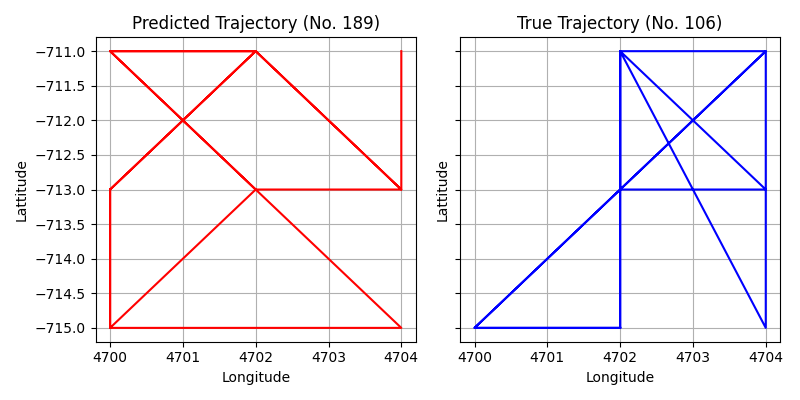 Predicted Trajectory (No. 189)
True Trajectory (No. 106)
Lattitude
−711.0
−711.5
−712.0
−712.5
−713.0
−713.5
−714.0
−714.5
−715.0
4700 4701 4702 4703 4704
Longitude
Lattitude
4700 4701 4702 4703 4704
Longitude